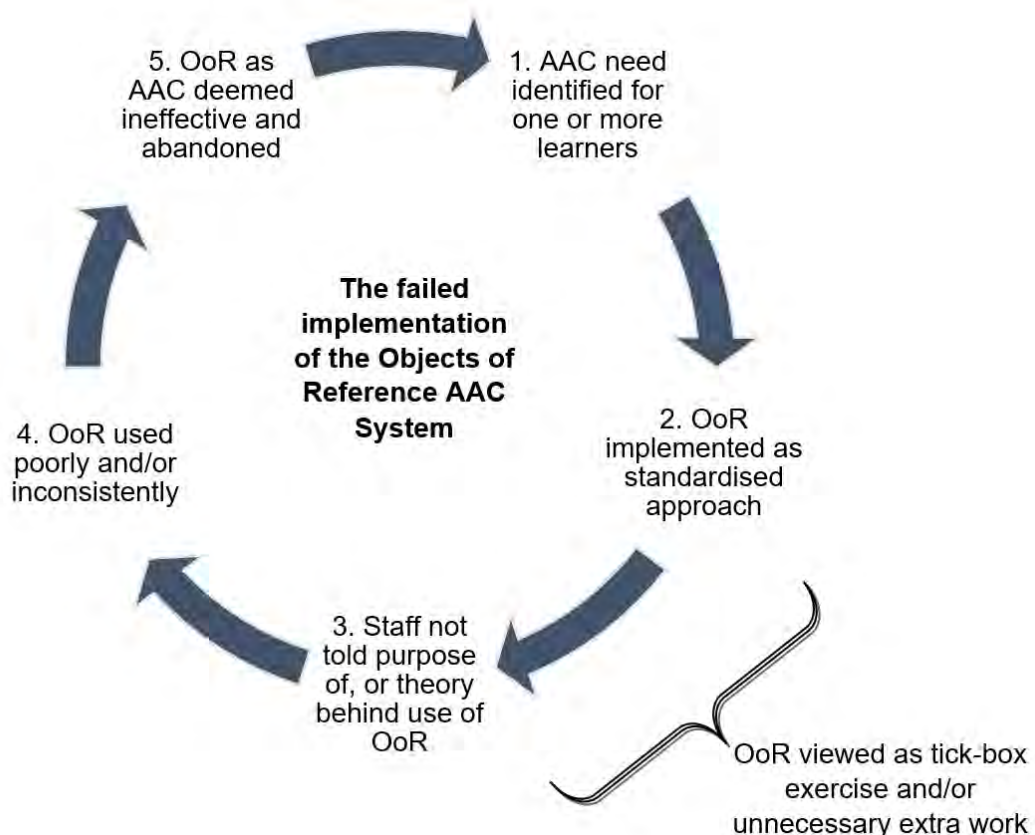 1. AAC need
identified for
one or more
learners
2. OoR
implemented as
standardised
approach
3. Staff not
told purpose
of, or theory
behind use of
OoR
4. OoR used
poorly and/or
inconsistently
5. OoR as
AAC deemed
ineffective and
abandoned
The failed
implementation
of the Objects of
Reference AAC
System
OoR viewed as tick-box
exercise and/or
unnecessary extra work